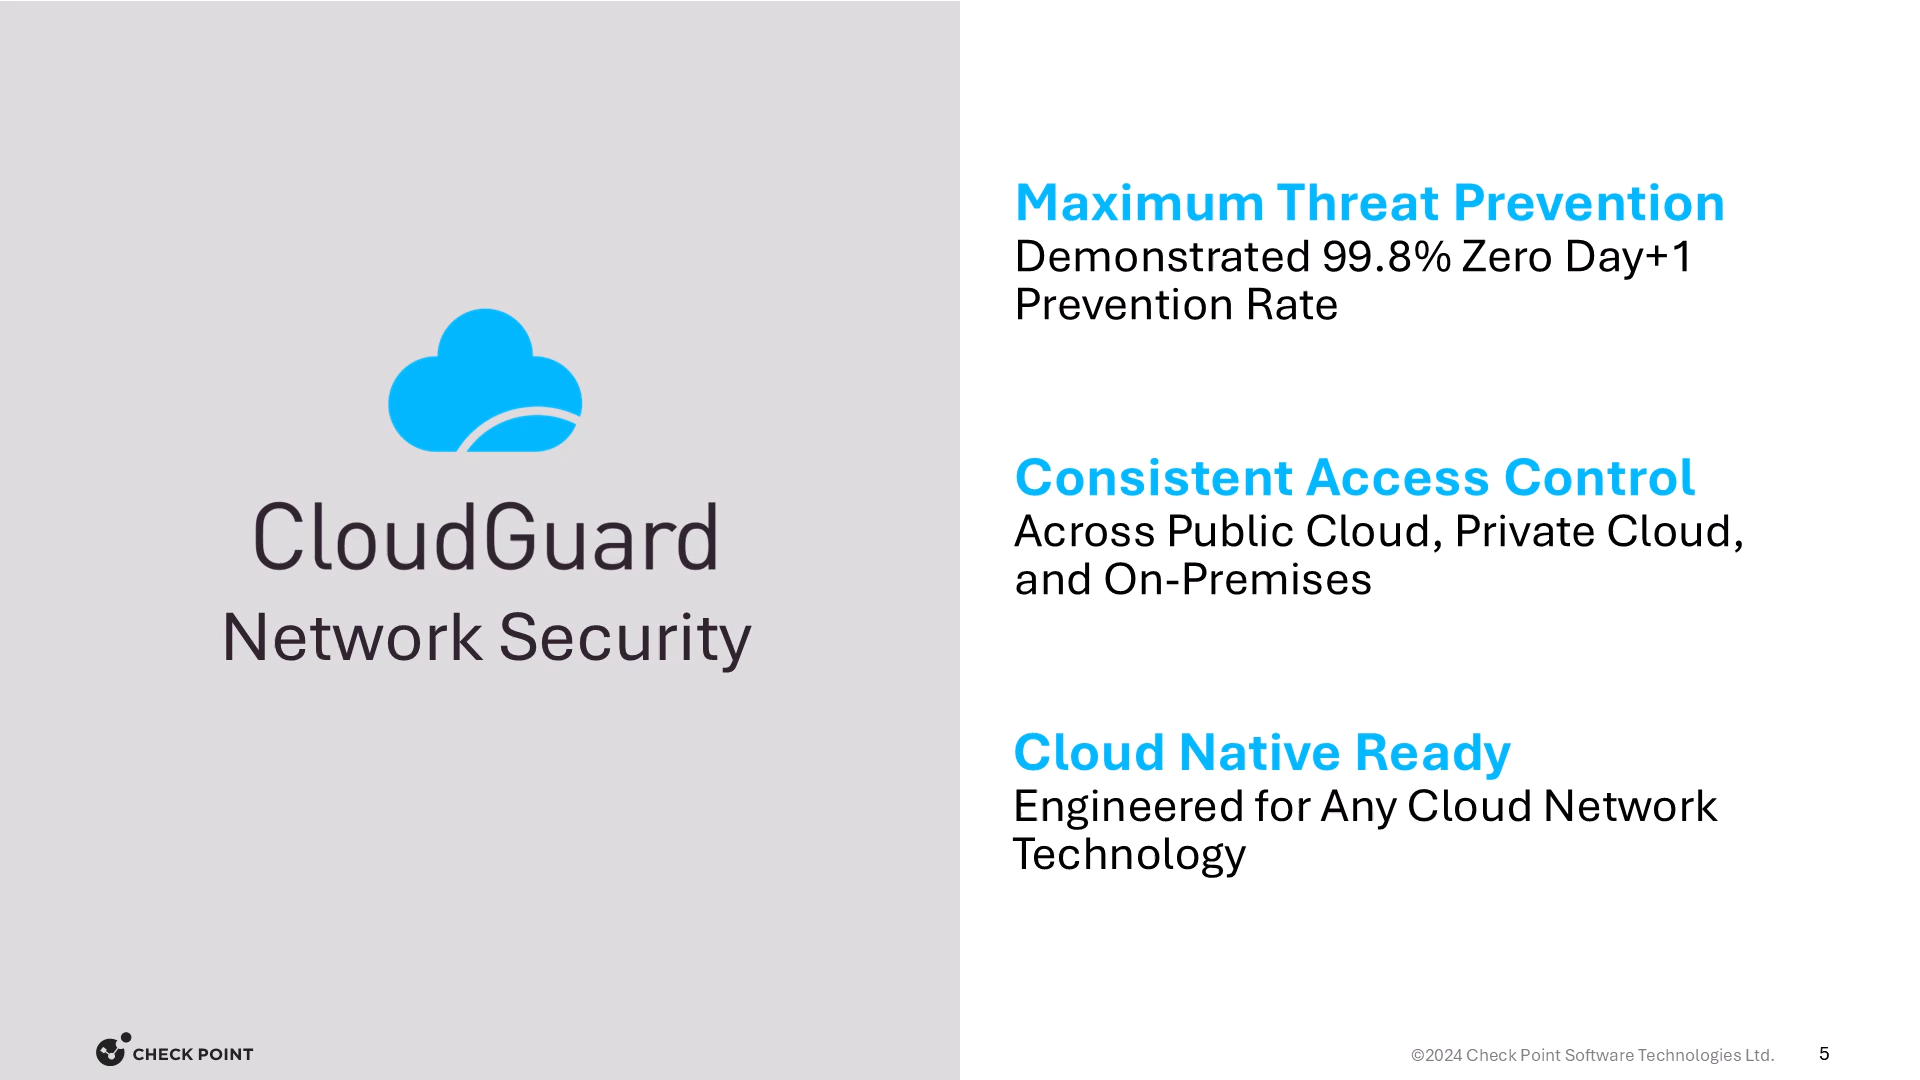 CloudGuard
Network Security
Maximum Threat Prevention
Demonstrated 99.8% Zero Day+1
Prevention Rate
Consistent Access Control
Across Public Cloud, Private Cloud,
and On-Premises
Cloud Native Ready
Engineered for Any Cloud Network
Technology
CHECK POINT
©2024 Check Point Software Technologies Ltd.
5